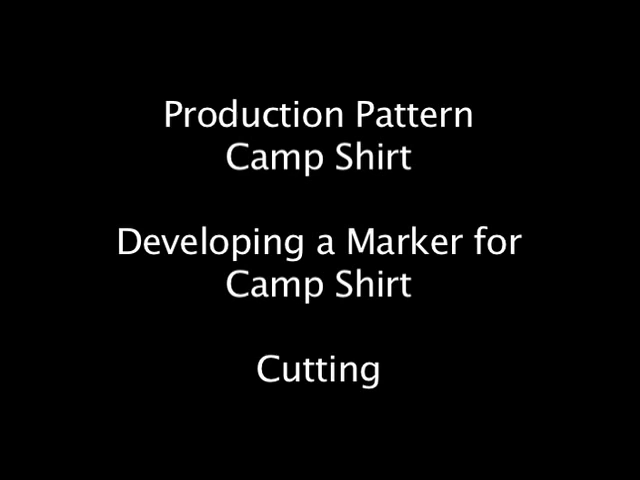 Production Pattern
Camp Shirt
Developing a Marker for
Camp Shirt
Cutting